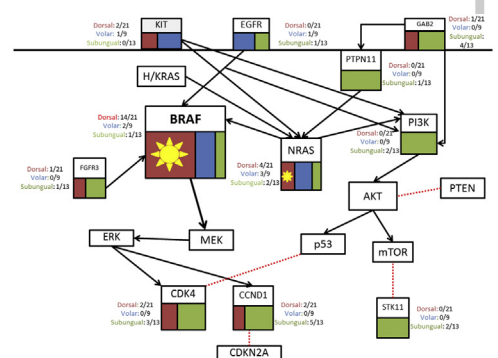 KIT
Dorsal: 2/21
Volar: 1/9
Subungual: 0/13
EGFR
Dorsal: 0/21
Volar: 1/9
Subungual: 1/13
GAB2
Dorsal: 1/21
Volar: 0/9
Subungual:
4/13
PTPN11
Dorsal: 0/21
Volar: 0/9
Subungual: 1/13
H/KRAS
BRAF
Dorsal: 14/21
Volar: 2/9
Subungual: 1/13
NRAS
Dorsal: 4/21
Volar: 3/9
Subungual: 2/13
PI3K
Dorsal: 0/21
Volar: 0/9
Subungual: 2/13
FGFR3
Dorsal: 1/21
Volar: 0/9
Subungual: 1/13
AKT
PTEN
ERK
MEK
p53
mTOR
CDK4
Dorsal: 2/21
Volar: 0/9
Subungual: 3/13
CCND1
Dorsal: 2/21
Volar: 0/9
Subungual: 5/13
STK11
Dorsal: 0/21
Volar: 0/9
Subungual: 2/13
CDKN2A